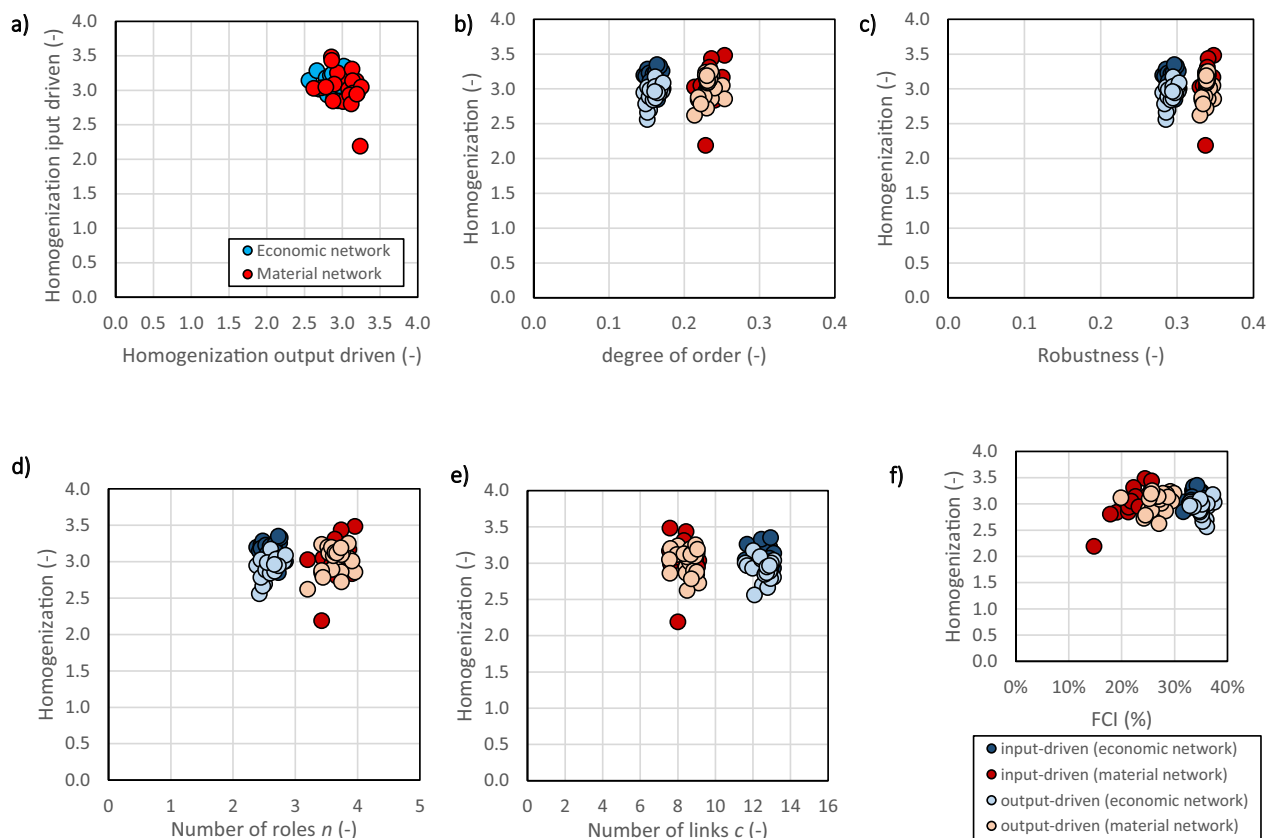 a)
4.0
3.5
3.0
2.5
2.0
1.5
1.0
0.5
0.0
Homogenization iput driven (-)
Economic network
Material network
0.0 0.5 1.0 1.5 2.0 2.5 3.0 3.5 4.0
Homogenization output driven (-)
b)
4.0
3.5
3.0
2.5
2.0
1.5
1.0
0.5
0.0
Homogenization (-)
0.0 0.1 0.2 0.3 0.4
degree of order (-)
c)
4.0
3.5
3.0
2.5
2.0
1.5
1.0
0.5
0.0
Homogenizaition (-)
0.0 0.1 0.2 0.3 0.4
Robustness (-)
d)
4.0
3.5
3.0
2.5
2.0
1.5
1.0
0.5
0.0
Homogenization (-)
0 1 2 3 4 5
Number of roles n (-)
e)
4.0
3.5
3.0
2.5
2.0
1.5
1.0
0.5
0.0
Homogenization (-)
0 2 4 6 8 10 12 14 16
Number of links c (-)
f)
4.0
3.5
3.0
2.5
2.0
1.5
1.0
0.5
0.0
Homogenization (-)
0% 10% 20% 30% 40%
FCI (%)
input-driven (economic network)
input-driven (material network)
output-driven (economic network)
output-driven (material network)